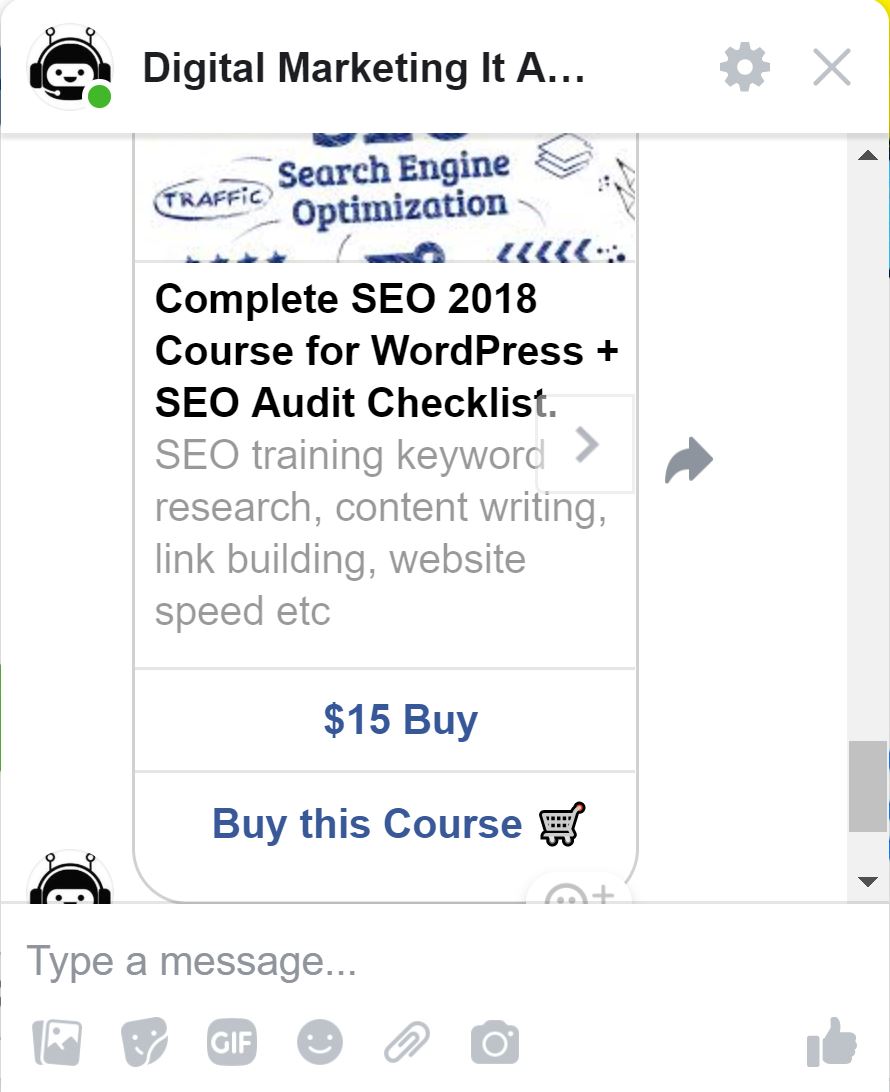 Digital Marketing It A...
Search Engine
TRAFFiC
Optimization
Complete SEO 2018
Course for WordPress +
SEO Audit Checklist.
SEO training keyword
research, content writing,
link building, website
speed etc
$15 Buy
Buy this Course
Type a message...
GIF